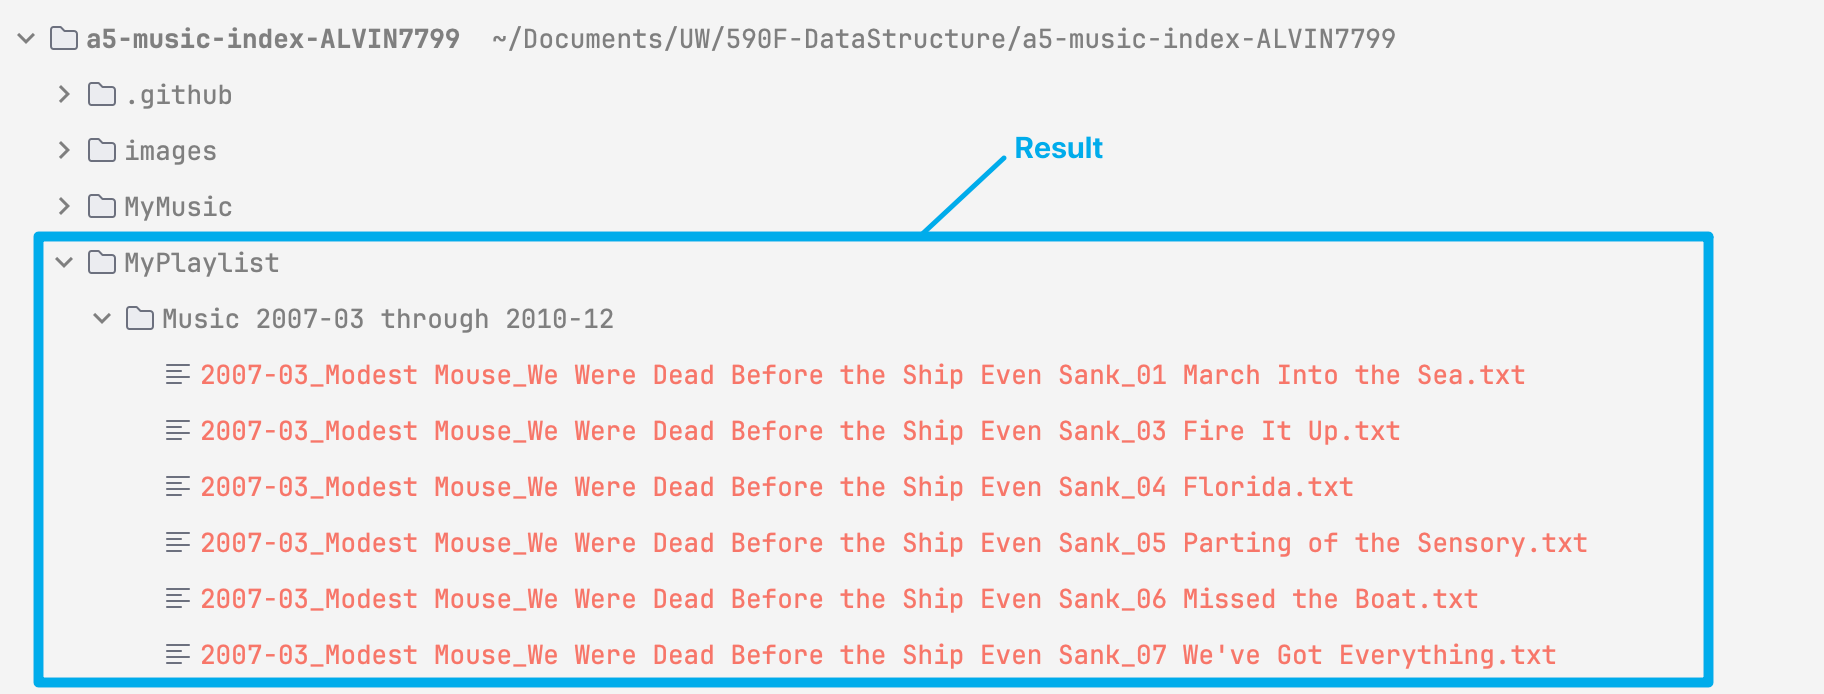 a5-music-index-ALVIN7799 ~/Documents/UW/590F-DataStructure/a5-music-index-ALVIN7799
.github
images
Result
MyMusic
MyPlaylist
Music 2007-03 through 2010-12
2007-03_Modest Mouse_We Were Dead Before the Ship Even Sank_01 March Into the Sea.txt
2007-03_Modest Mouse_We Were Dead Before the Ship Even Sank_03 Fire It Up.txt
2007-03_Modest Mouse_We Were Dead Before the Ship Even Sank_04 Florida.txt
2007-03_Modest Mouse_We Were Dead Before the Ship Even Sank_05 Parting of the Sensory.txt
2007-03_Modest Mouse_We Were Dead Before the Ship Even Sank_06 Missed the Boat.txt
2007-03_Modest Mouse_We Were Dead Before the Ship Even Sank_07 We've Got Everything.txt